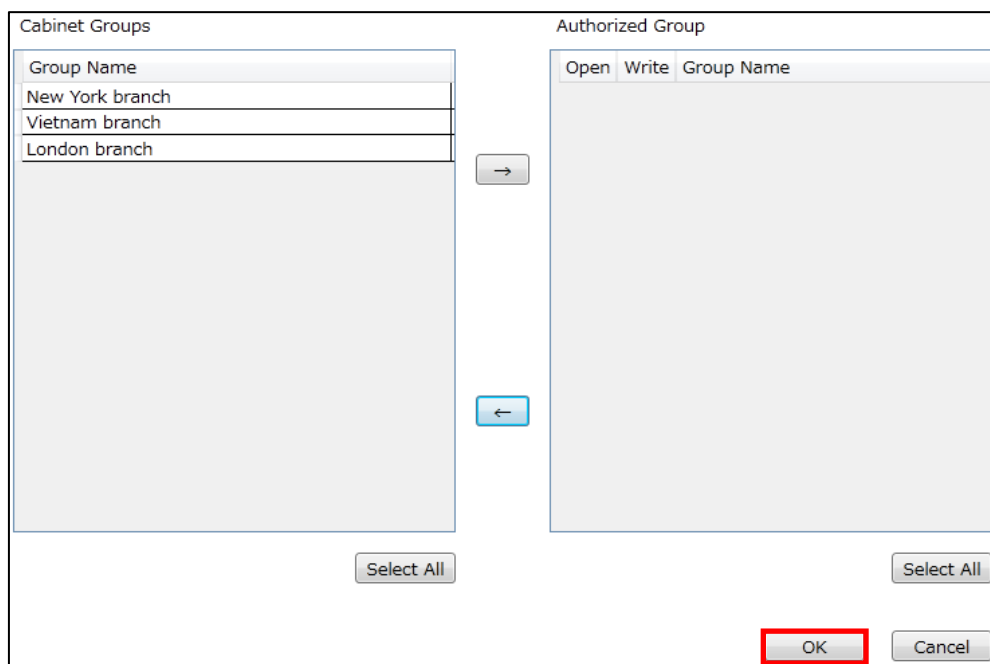 Cabinet Groups
Group Name
New York branch
Vietnam branch
London branch
→
←
Select All
Authorized Group
Open Write Group Name
Select All
OK Cancel